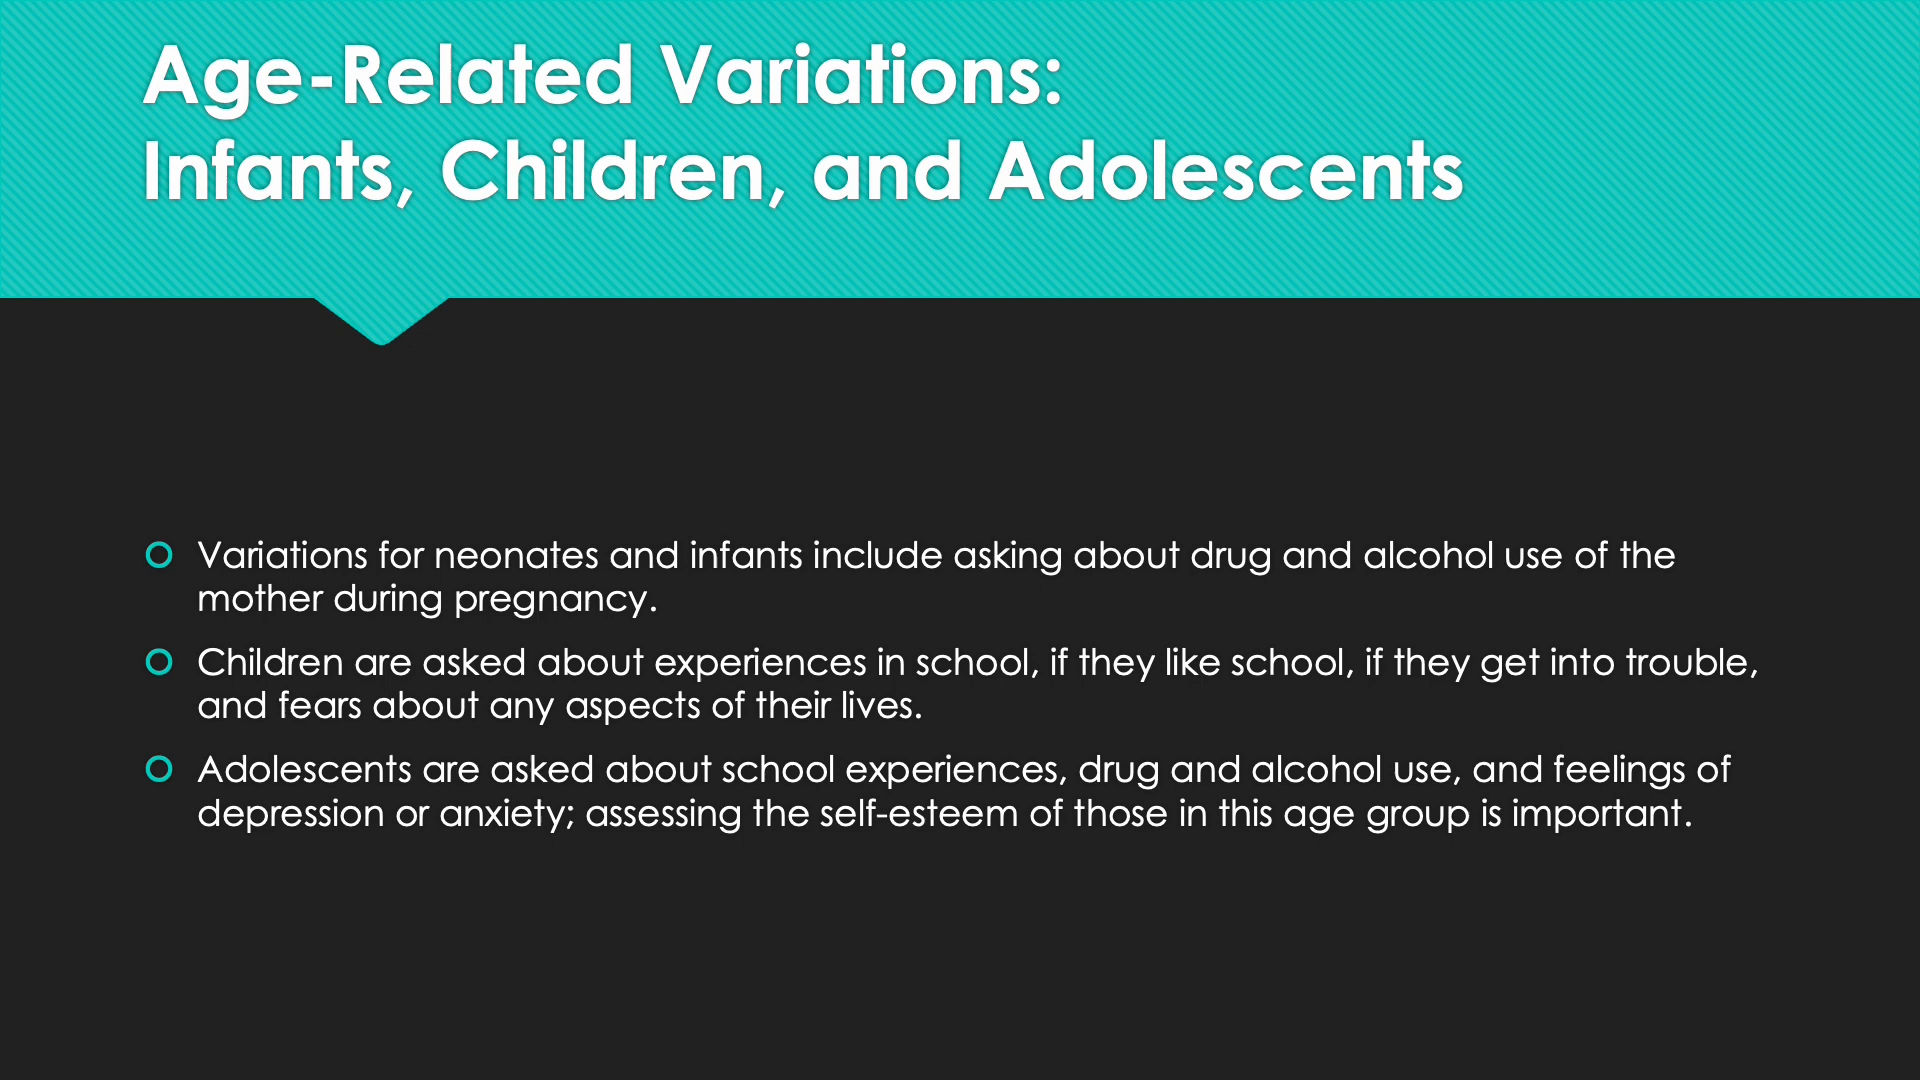 Age-Related Variations:
Infants, Children, and Adolescents
Variations for neonates and infants include asking about drug and alcohol use of the
mother during pregnancy.
Children are asked about experiences in school, if they like school, if they get into trouble,
and fears about any aspects of their lives.
Adolescents are asked about school experiences, drug and alcohol use, and feelings of
depression or anxiety; assessing the self-esteem of those in this age group is important.